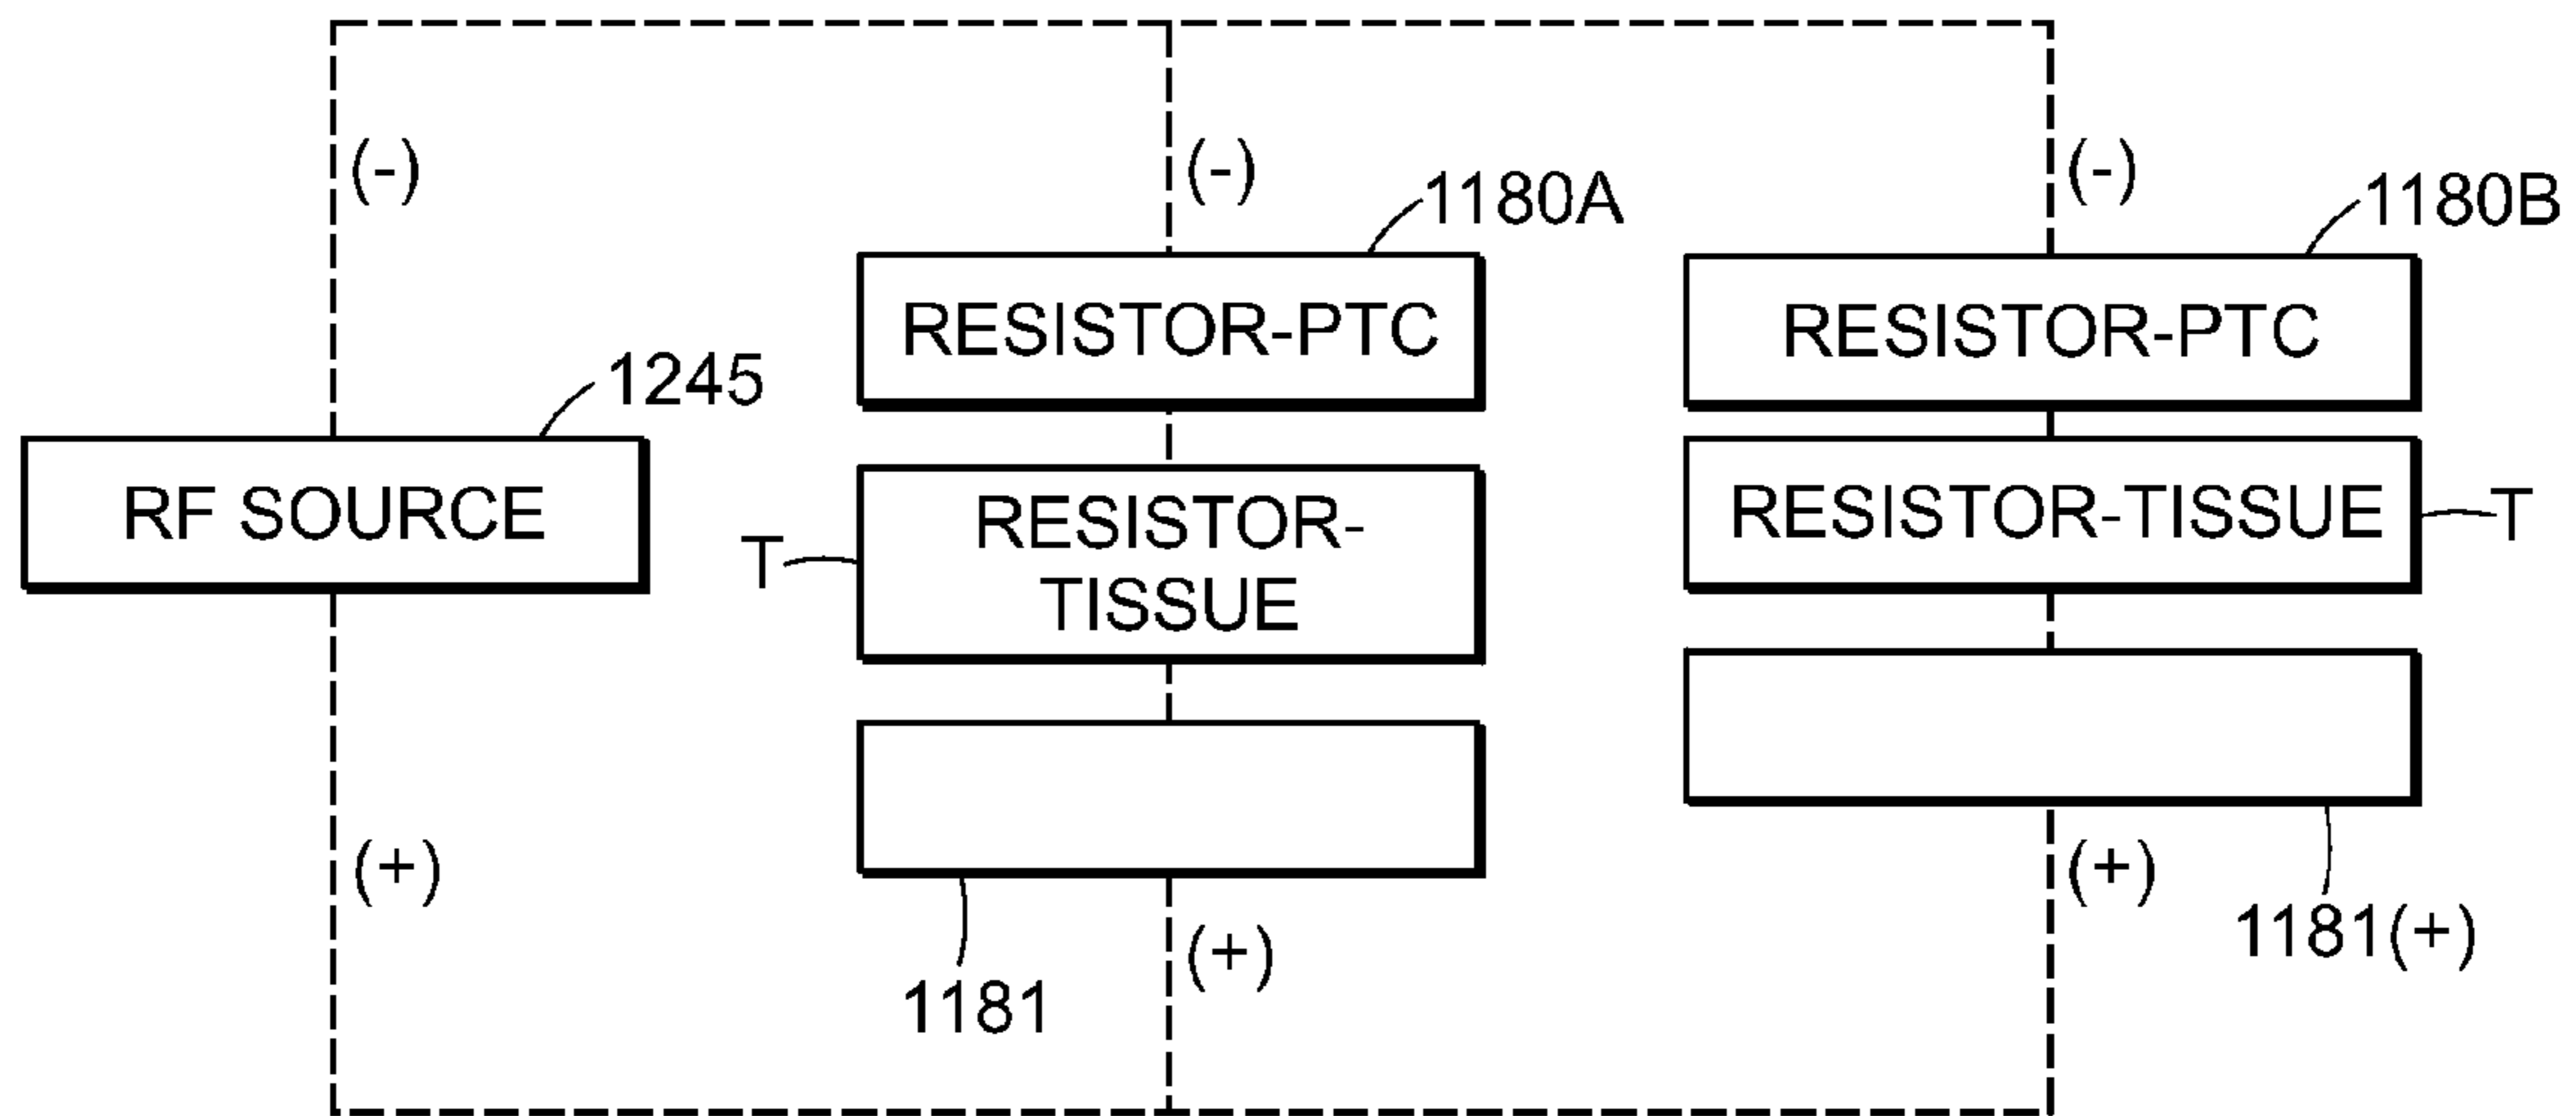 (-)
(-)
(-)
1180A
1180B
RESISTOR-PTC
RESISTOR-PTC
1245
RF SOURCE
RESISTOR-
TISSUE
T
RESISTOR-TISSUE
T
(+)
(+)
(+)
1181(+)
1181